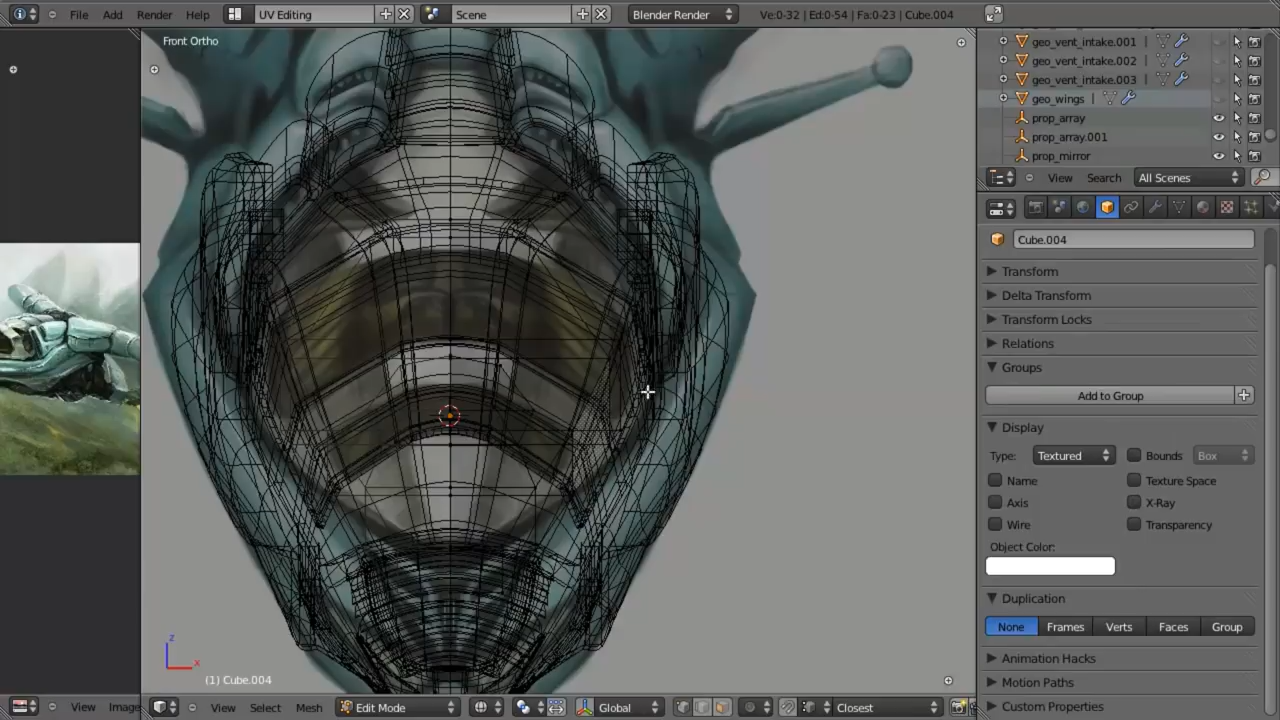 File Add Render Help UV Editing Scene Blender Render Ve:0-32 | Ed:0-54 | Fa:0-23 | Cube.004
Front Ortho
geo_vent_intake.001
geo_vent_intake.002
geo_vent_intake.003
geo_wings
prop_array
prop_array.001
prop_mirror
View Search All Scenes
Cube.004
Transform
Delta Transform
Transform Locks
Relations
Groups
Add to Group
Display
Type: Textured Bounds Box
Name Texture Space
Axis X-Ray
Wire Transparency
Object Color:
Duplication
None Frames Verts Faces Group
Animation Hacks
Motion Paths
Custom Properties
z
x
(1) Cube.004
View Image View Select Mesh Edit Mode Global Closest